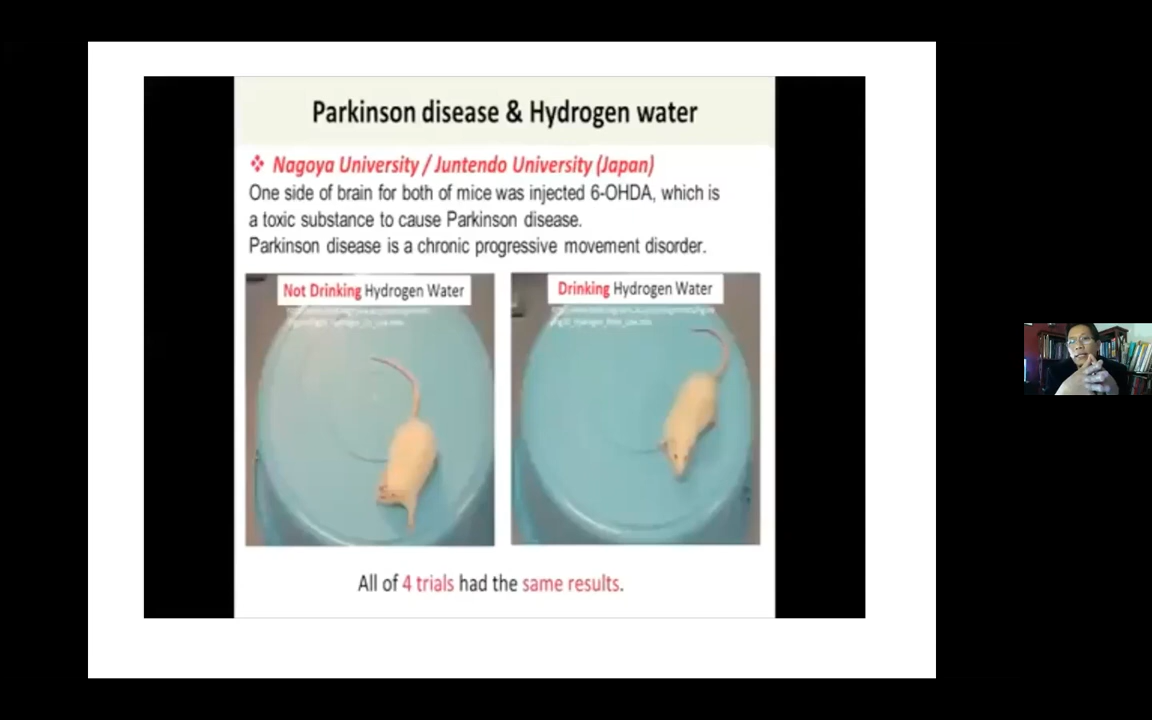 Parkinson disease & Hydrogen water
❖ Nagoya University / Juntendo University (Japan)
One side of brain for both of mice was injected 6-OHDA, which is
a toxic substance to cause Parkinson disease.
Parkinson disease is a chronic progressive movement disorder.
Not Drinking Hydrogen Water
Drinking Hydrogen Water
All of 4 trials had the same results.